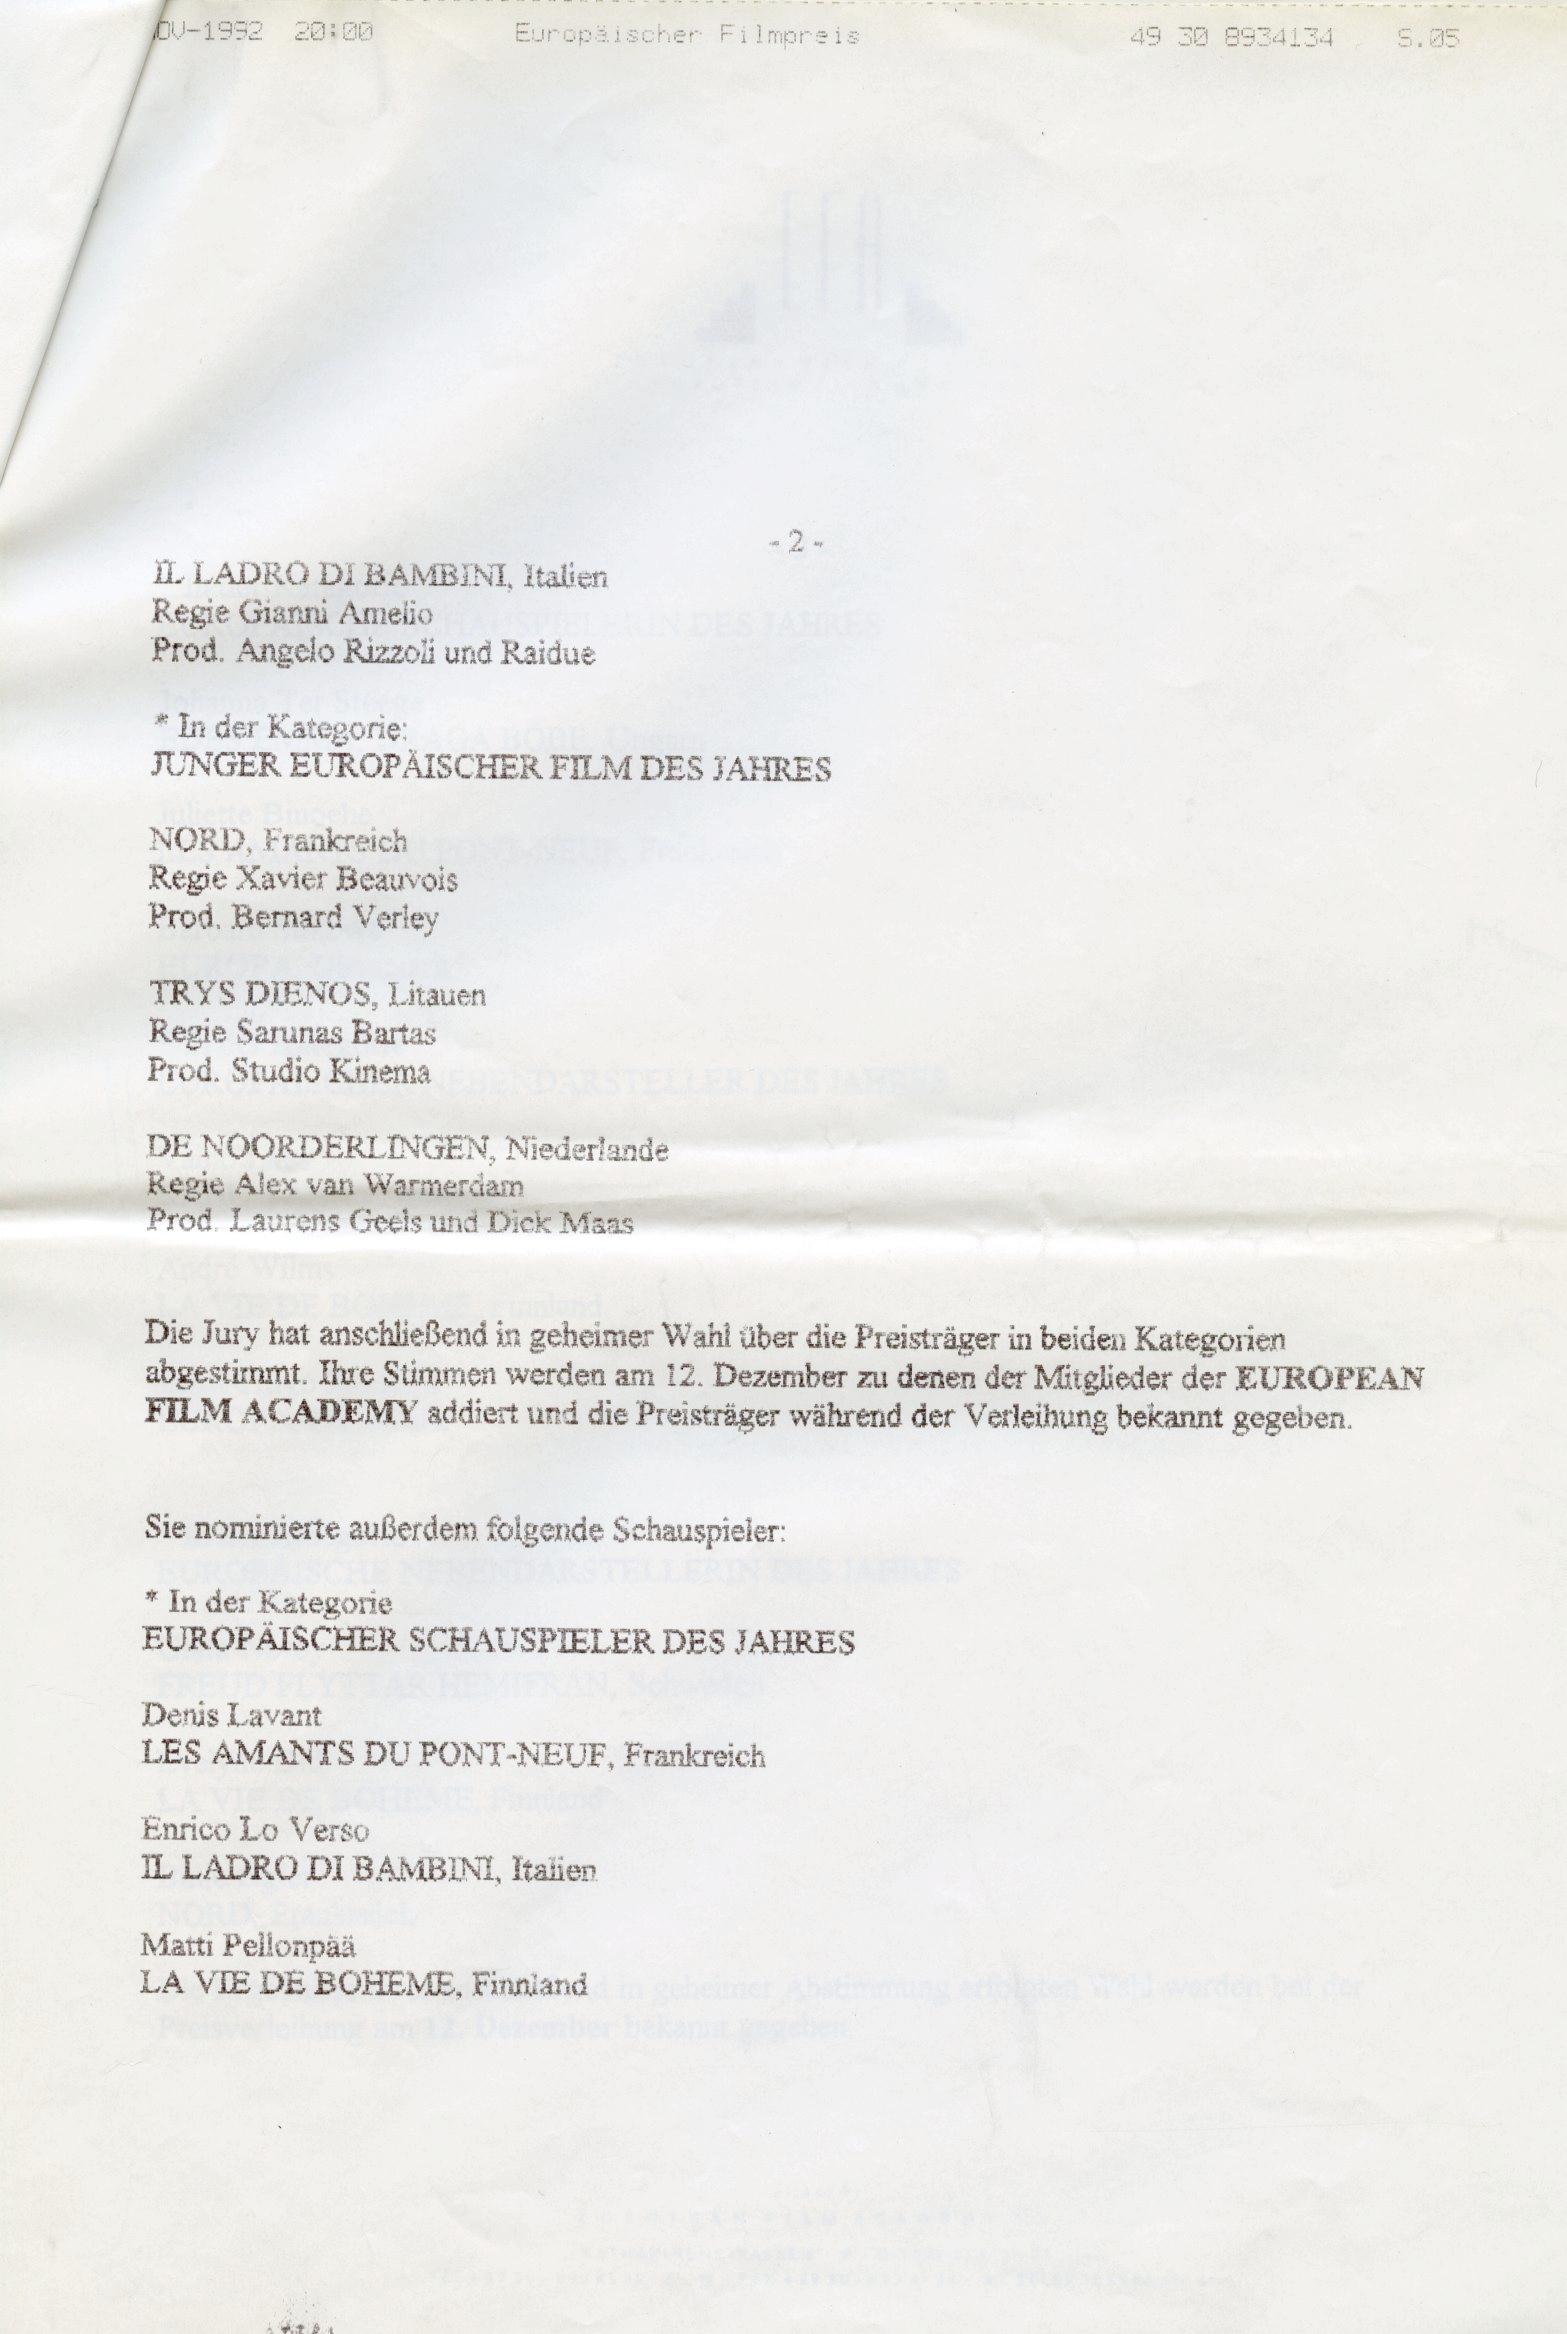 OV-1992 20:00 Europäischer Filmpreis 49 30 8934134 S.05
- 2 -
IL LADRO DI BAMBINI, Italien
Regie Gianni Amelio
Prod. Angelo Rizzoli und Raidue
* In der Kategorie:
JUNGER EUROPÄISCHER FILM DES JAHRES
NORD, Frankreich
Regie Xavier Beauvois
Prod. Bernard Verley
TRYS DIENOS, Litauen
Regie Sarunas Bartas
Prod. Studio Kinema
DE NOORDERLINGEN, Niederlande
Regie Alex van Warmerdam
Prod. Laurens Geels und Dick Maas
Die Jury hat anschließend in geheimer Wahl über die Preisträger in beiden Kategorien
abgestimmt. Ihre Stimmen werden am 12. Dezember zu denen der Mitglieder der EUROPEAN
FILM ACADEMY addiert und die Preisträger während der Verleihung bekannt gegeben.
Sie nominierte außerdem folgende Schauspieler:
* In der Kategorie
EUROPÄISCHER SCHAUSPIELER DES JAHRES
Denis Lavant
LES AMANTS DU PONT-NEUF, Frankreich
Enrico Lo Verso
IL LADRO DI BAMBINI, Italien
Matti Pellonpää
LA VIE DE BOHEME, Finnland